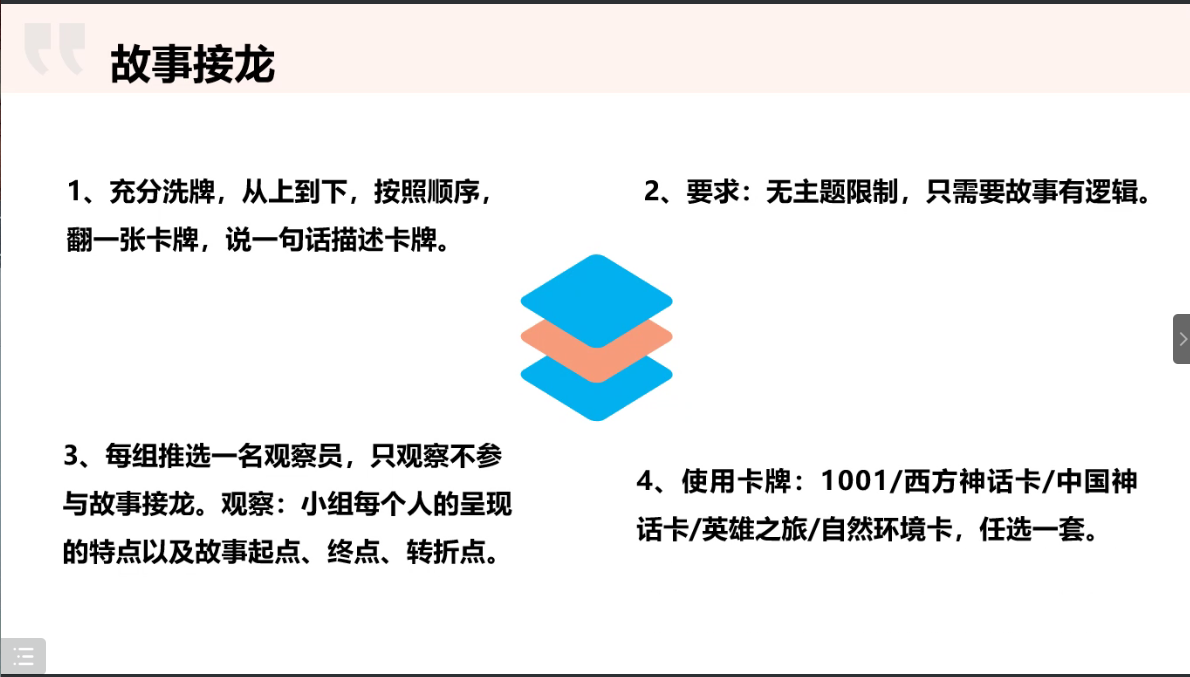 故事接龙
1、充分洗牌，从上到下，按照顺序，
翻一张卡牌，说一句话描述卡牌。
2、要求：无主题限制，只需要故事有逻辑。
3、每组推选一名观察员，只观察不参
与故事接龙。观察：小组每个人的呈现
的特点以及故事起点、终点、转折点。
4、使用卡牌：1001/西方神话卡/中国神
话卡/英雄之旅/自然环境卡，任选一套。